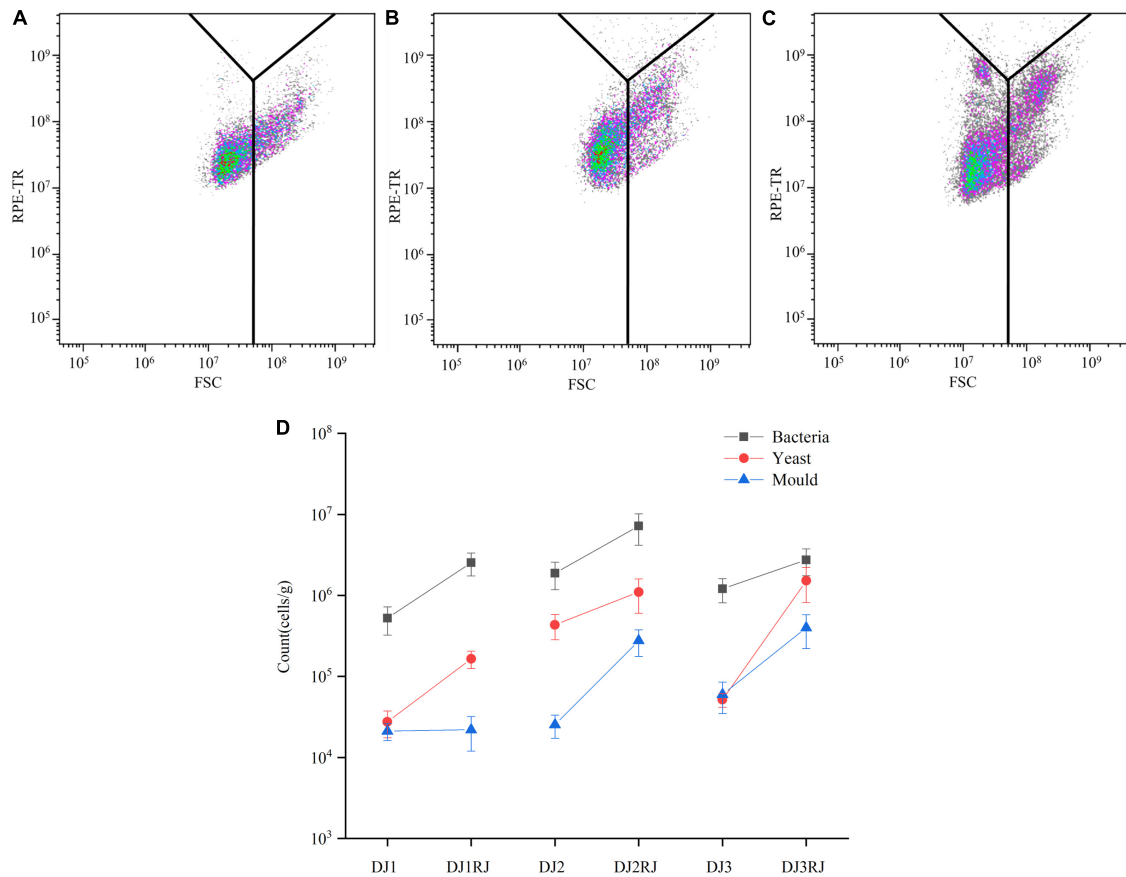 A
B
C
10⁹
10⁸
10⁷
10⁶
10⁵
RPE-TR
10⁵
10⁶
10⁷
10⁸
10⁹
FSC
10⁹
10⁸
10⁷
10⁶
10⁵
RPE-TR
10⁵
10⁶
10⁷
10⁸
10⁹
FSC
10⁹
10⁸
10⁷
10⁶
10⁵
RPE-TR
10⁵
10⁶
10⁷
10⁸
10⁹
FSC
D
10⁸
10⁷
10⁶
10⁵
10⁴
10³
Count(cells/g)
Bacteria
Yeast
Mould
DJ1 DJ1RJ DJ2 DJ2RJ DJ3 DJ3RJ